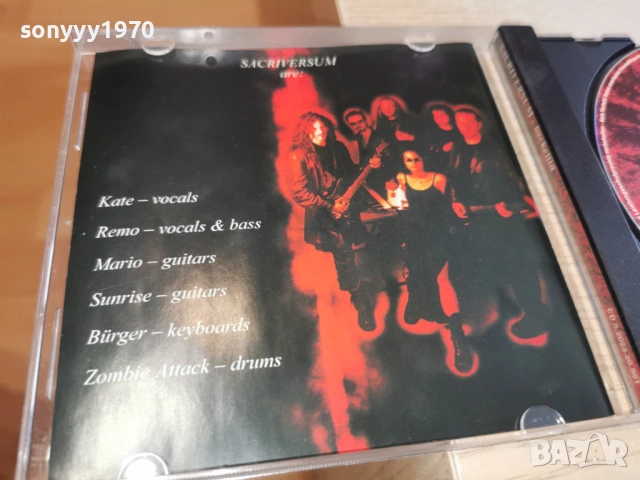 sonyyy1970
SACRIVERSUM
are:
Kate – vocals
Remo – vocals & bass
Mario – guitars
Sunrise – guitars
Bürger – keyboards
Zombie Attack – drums
BAZAR